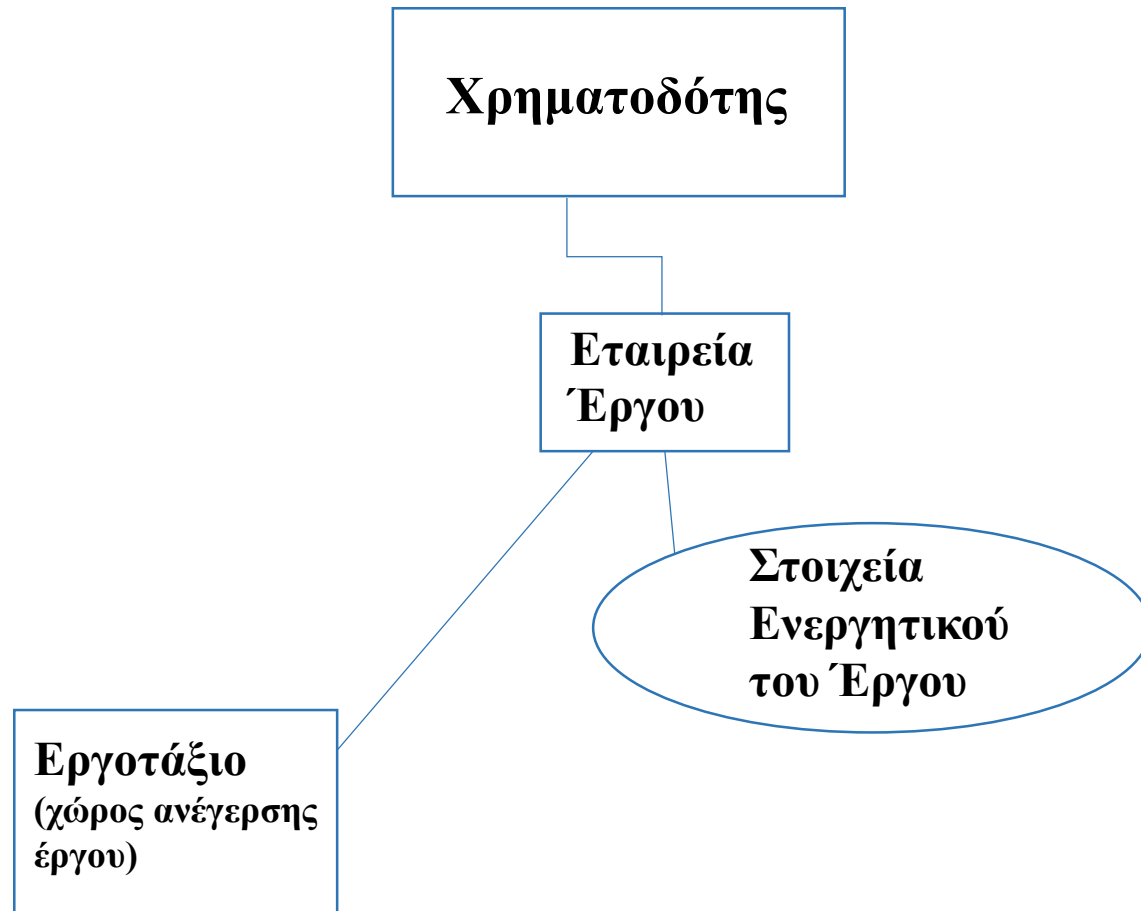 Χρηματοδότης
Εταιρεία
Έργου
Στοιχεία
Ενεργητικού
του Έργου
Εργοτάξιο
(χώρος ανέγερσης
έργου)